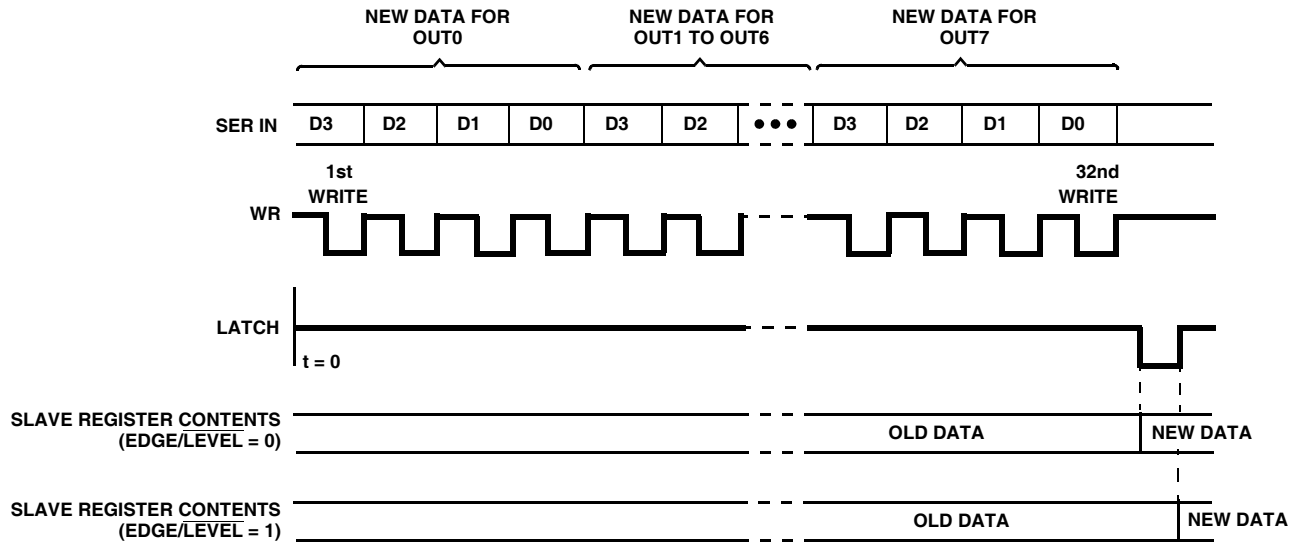 NEW DATA FOR
OUT0
NEW DATA FOR
OUT1 TO OUT6
NEW DATA FOR
OUT7
SER IN
D3
D2
D1
D0
D3
D2
D3
D2
D1
D0
1st
WRITE
32nd
WRITE
WR
LATCH
t = 0
SLAVE REGISTER CONTENTS
(EDGE/LEVEL = 0)
OLD DATA
NEW DATA
SLAVE REGISTER CONTENTS
(EDGE/LEVEL = 1)
OLD DATA
NEW DATA